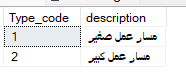 Type_code description
1 مسار عمل صغير
2 مسار عمل كبير